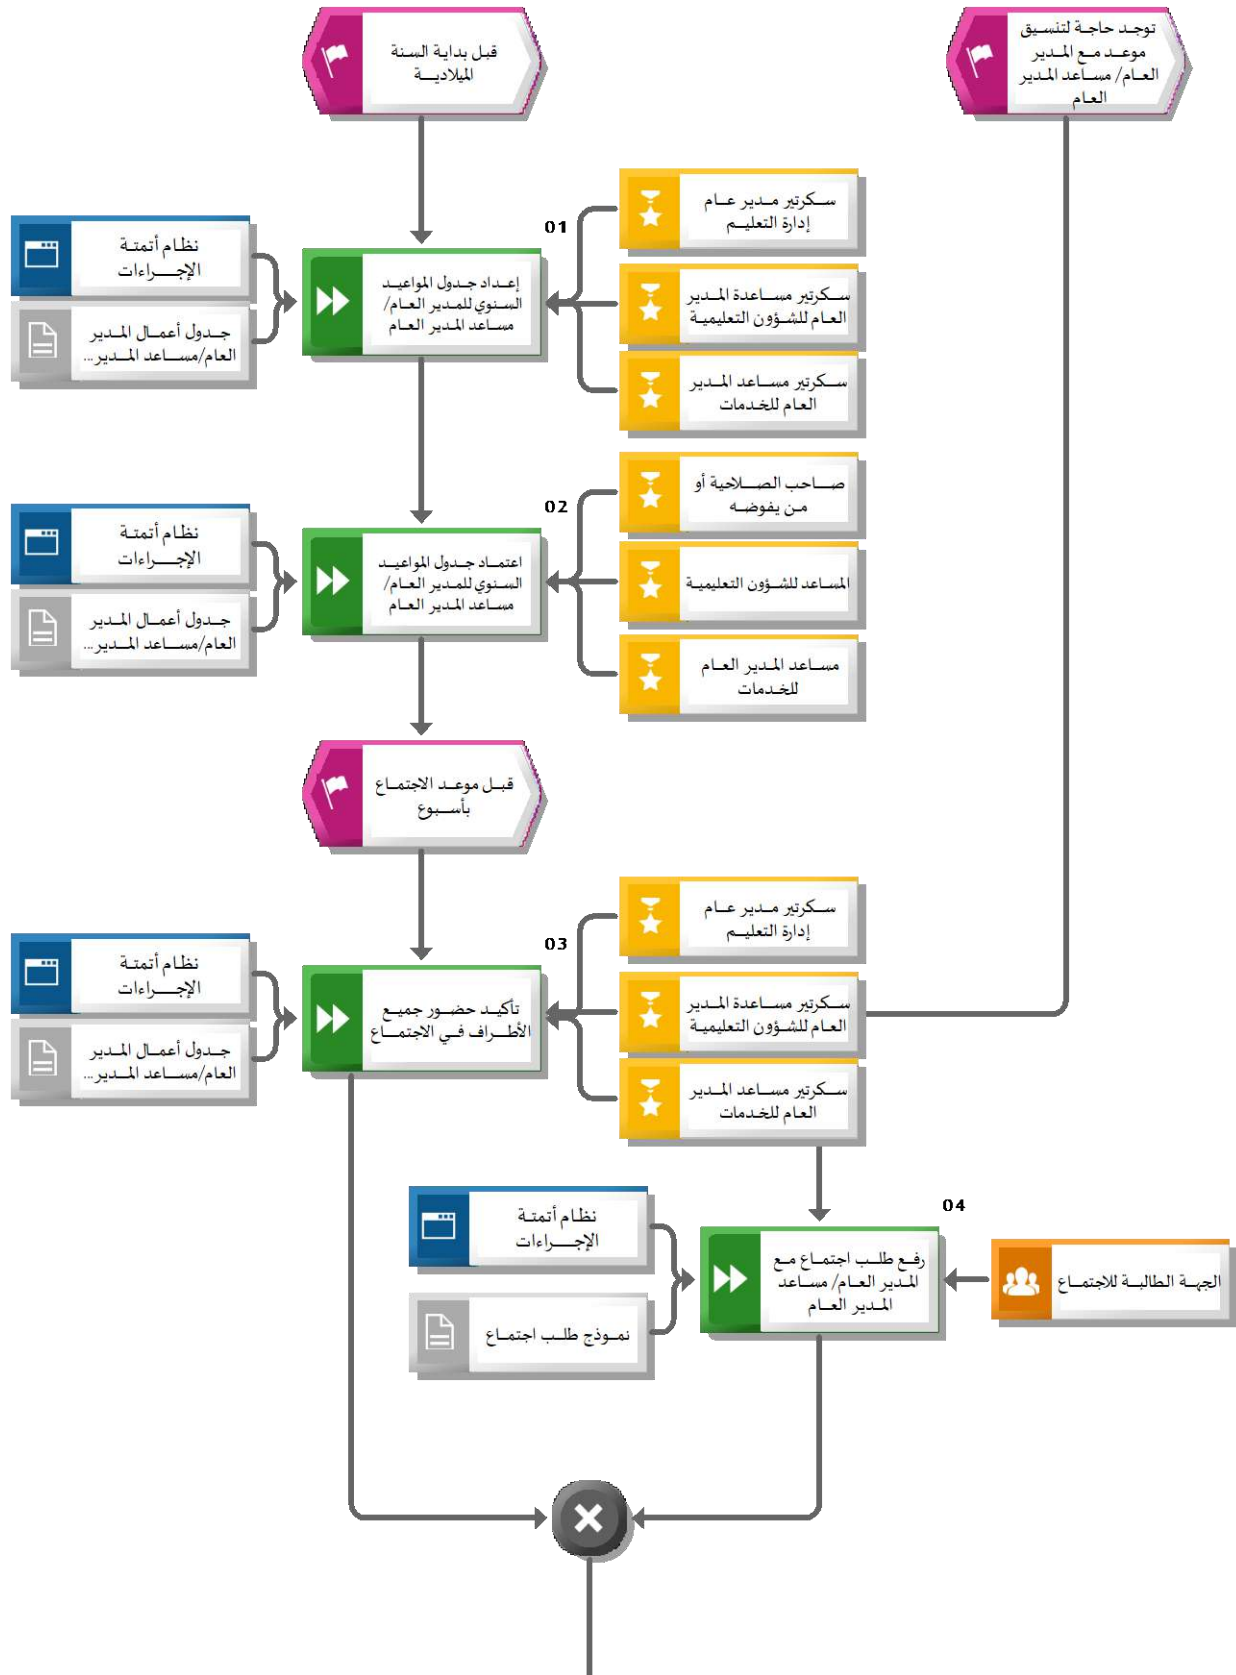 قبل بداية السنة
الميلادية
توجد حاجة لتنسيق
موعد مع المدير
العام/ مساعد المدير
العام
01
سكرتير مدير عام
إدارة التعليم
نظام أتمتة
الإجراءات
إعداد جدول المواعيد
السنوي للمدير العام/
مساعد المدير العام
سكرتير مساعدة المدير
العام للشؤون التعليمية
جدول أعمال المدير
العام/مساعد المدير...
سكرتير مساعد المدير
العام للخدمات
02
صاحب الصلاحية أو
من يفوضه
نظام أتمتة
الإجراءات
اعتماد جدول المواعيد
السنوي للمدير العام/
مساعد المدير العام
المساعد للشؤون التعليمية
جدول أعمال المدير
العام/مساعد المدير...
مساعد المدير العام
للخدمات
قبل موعد الاجتماع
بأسبوع
03
سكرتير مدير عام
إدارة التعليم
نظام أتمتة
الإجراءات
تأكيد حضور جميع
الأطراف في الاجتماع
سكرتير مساعدة المدير
العام للشؤون التعليمية
جدول أعمال المدير
العام/مساعد المدير...
سكرتير مساعد المدير
العام للخدمات
04
نظام أتمتة
الإجراءات
رفع طلب اجتماع مع
المدير العام/ مساعد
المدير العام
الجهة الطالبة للاجتماع
نموذج طلب اجتماع